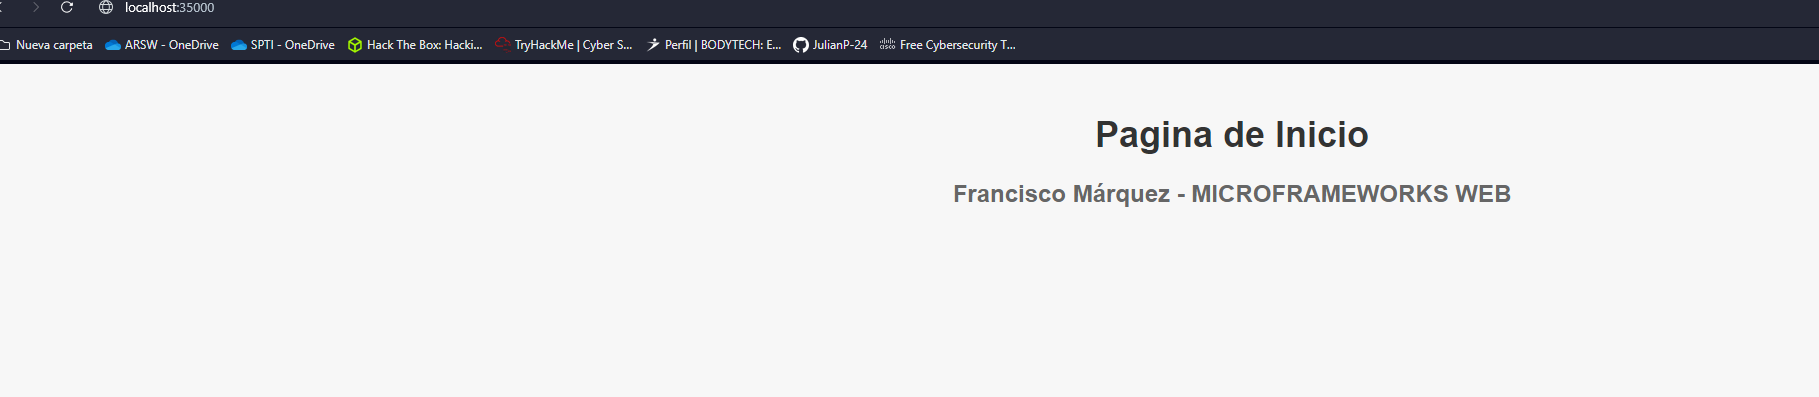 localhost:35000
Nueva carpeta ARSW - OneDrive SPTI - OneDrive Hack The Box: Hacki... TryHackMe | Cyber S... Perfil | BODYTECH: E... JulianP-24 CISCO Free Cybersecurity T...
Pagina de Inicio
Francisco Márquez - MICROFRAMEWORKS WEB